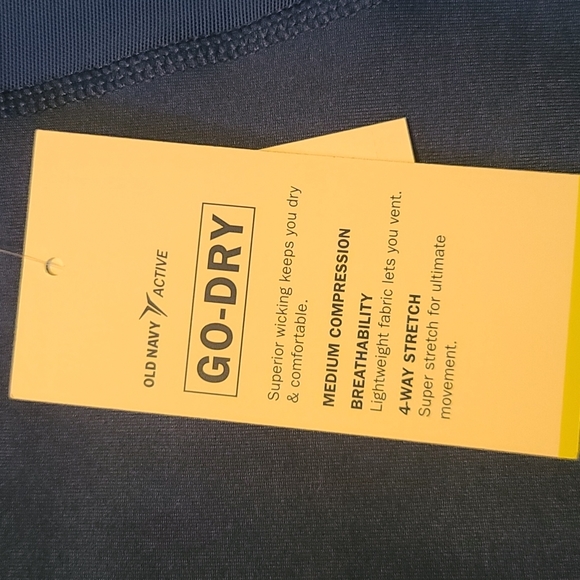 OLD NAVY ACTIVE
GO-DRY
Superior wicking keeps you dry
& comfortable.
MEDIUM COMPRESSION
BREATHABILITY
Lightweight fabric lets you vent.
4-WAY STRETCH
Super stretch for ultimate
movement.